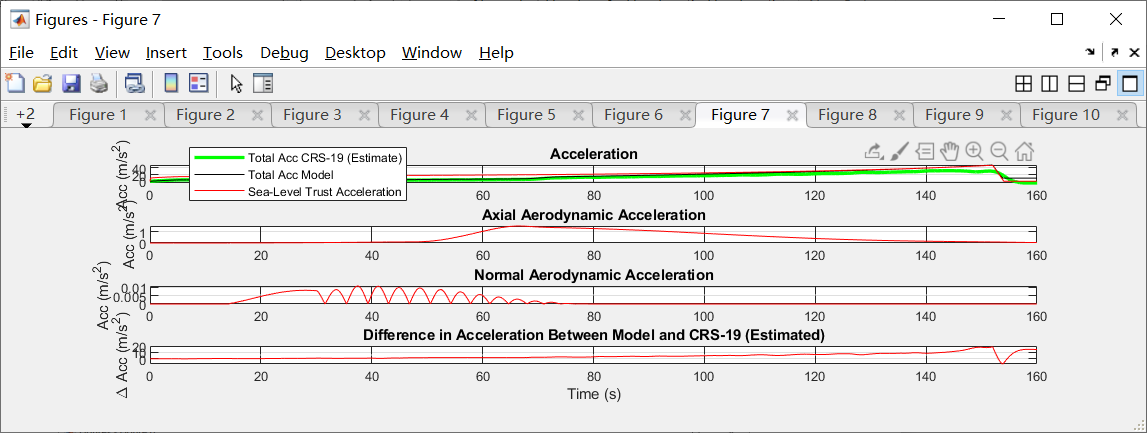 Figures - Figure 7
File Edit View Insert Tools Debug Desktop Window Help
+2 Figure 1 Figure 2 Figure 3 Figure 4 Figure 5 Figure 6 Figure 7 Figure 8 Figure 9 Figure 10
Acceleration
Total Acc CRS-19 (Estimate)
Total Acc Model
Sea-Level Trust Acceleration
Acc (m/s²)
40
20
0
0 20 40 60 80 100 120 140 160
Axial Aerodynamic Acceleration
Acc (m/s²)
1
0
0 20 40 60 80 100 120 140 160
Normal Aerodynamic Acceleration
Acc (m/s²)
0.01
0.005
0
0 20 40 60 80 100 120 140 160
Difference in Acceleration Between Model and CRS-19 (Estimated)
Δ Acc (m/s²)
20
10
0
0 20 40 60 80 100 120 140 160
Time (s)